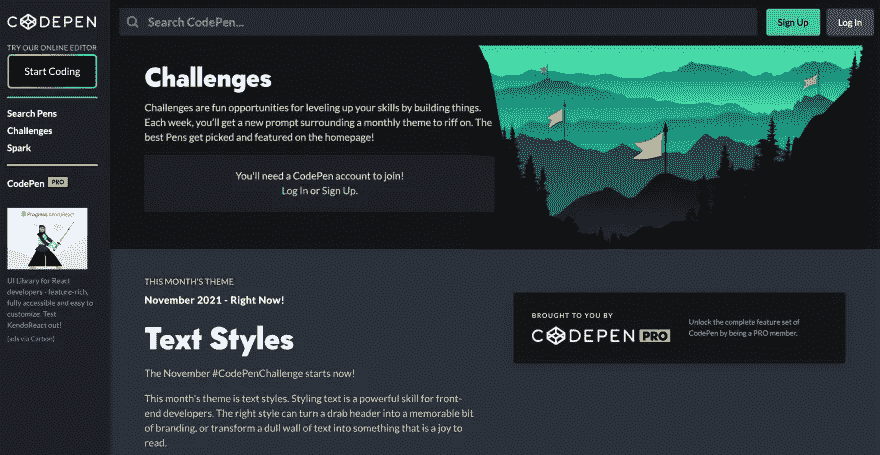 CODEPEN
Search CodePen...
Sign Up
Log In
TRY OUR ONLINE EDITOR
Start Coding
Search Pens
Challenges
Spark
CodePen PRO
Progress KendoReact
UI Library for React
developers - feature-rich,
fully accessible and easy to
customize. Test
KendoReact out!
(ads via Carbon)
Challenges
Challenges are fun opportunities for leveling up your skills by building things.
Each week, you'll get a new prompt surrounding a monthly theme to riff on. The
best Pens get picked and featured on the homepage!
You'll need a CodePen account to join!
Log In or Sign Up.
THIS MONTH'S THEME
November 2021 - Right Now!
Text Styles
The November #CodePenChallenge starts now!
This month's theme is text styles. Styling text is a powerful skill for front-
end developers. The right style can turn a drab header into a memorable bit
of branding, or transform a dull wall of text into something that is a joy to
read.
BROUGHT TO YOU BY
CODEPEN PRO
Unlock the complete feature set of
CodePen by being a PRO member.